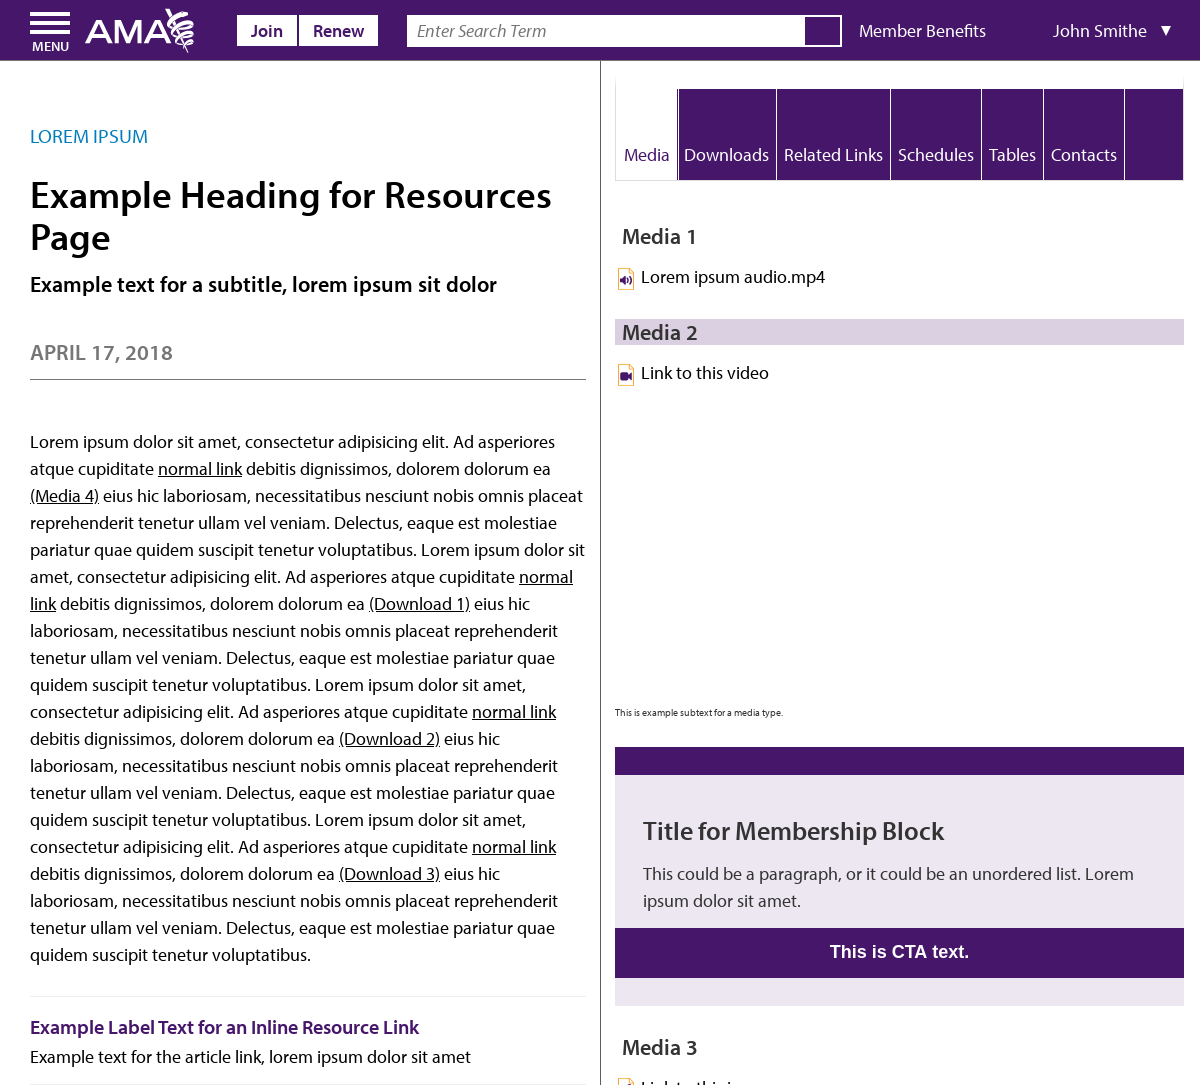 MENU
AMA
Join
Renew
Enter Search Term
Member Benefits
John Smithe ▼
LOREM IPSUM
Example Heading for Resources
Page
Example text for a subtitle, lorem ipsum sit dolor
APRIL 17, 2018
Lorem ipsum dolor sit amet, consectetur adipisicing elit. Ad asperiores
atque cupiditate normal link debitis dignissimos, dolorem dolorum ea
(Media 4) eius hic laboriosam, necessitatibus nesciunt nobis omnis placeat
reprehenderit tenetur ullam vel veniam. Delectus, eaque est molestiae
pariatur quae quidem suscipit tenetur voluptatibus. Lorem ipsum dolor sit
amet, consectetur adipisicing elit. Ad asperiores atque cupiditate normal
link debitis dignissimos, dolorem dolorum ea (Download 1) eius hic
laboriosam, necessitatibus nesciunt nobis omnis placeat reprehenderit
tenetur ullam vel veniam. Delectus, eaque est molestiae pariatur quae
quidem suscipit tenetur voluptatibus. Lorem ipsum dolor sit amet,
consectetur adipisicing elit. Ad asperiores atque cupiditate normal link
debitis dignissimos, dolorem dolorum ea (Download 2) eius hic
laboriosam, necessitatibus nesciunt nobis omnis placeat reprehenderit
tenetur ullam vel veniam. Delectus, eaque est molestiae pariatur quae
quidem suscipit tenetur voluptatibus. Lorem ipsum dolor sit amet,
consectetur adipisicing elit. Ad asperiores atque cupiditate normal link
debitis dignissimos, dolorem dolorum ea (Download 3) eius hic
laboriosam, necessitatibus nesciunt nobis omnis placeat reprehenderit
tenetur ullam vel veniam. Delectus, eaque est molestiae pariatur quae
quidem suscipit tenetur voluptatibus.
Example Label Text for an Inline Resource Link
Example text for the article link, lorem ipsum dolor sit amet
Media
Downloads
Related Links
Schedules
Tables
Contacts
Media 1
Lorem ipsum audio.mp4
Media 2
Link to this video
This is example subtext for a media type.
Title for Membership Block
This could be a paragraph, or it could be an unordered list. Lorem
ipsum dolor sit amet.
This is CTA text.
Media 3